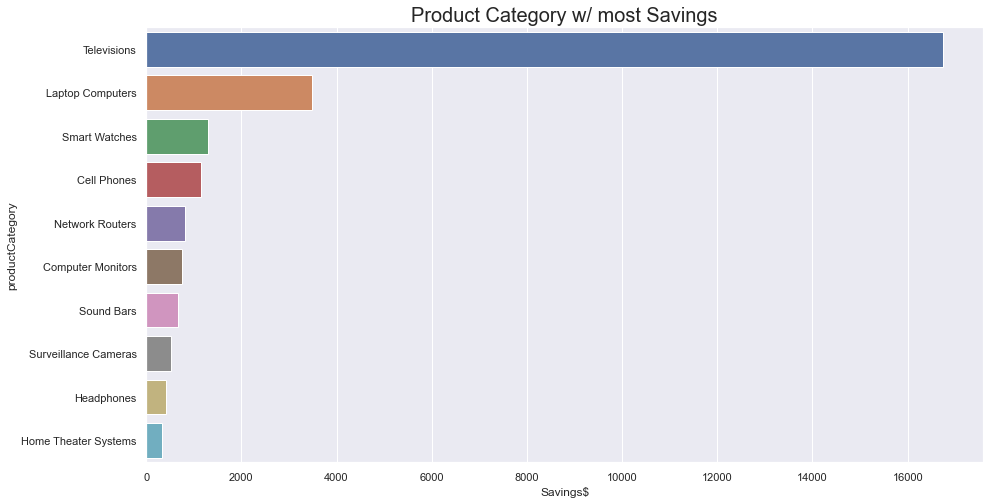 Product Category w/ most Savings
productCategory
Televisions
Laptop Computers
Smart Watches
Cell Phones
Network Routers
Computer Monitors
Sound Bars
Surveillance Cameras
Headphones
Home Theater Systems
0 2000 4000 6000 8000 10000 12000 14000 16000
Savings$